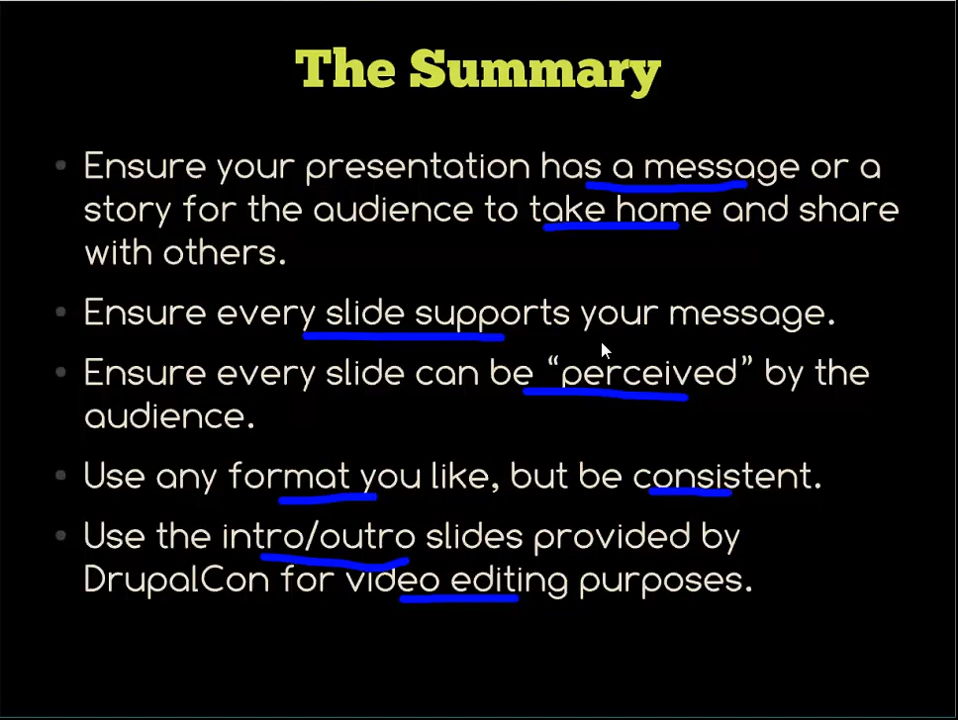 The Summary
• Ensure your presentation has a message or a
story for the audience to take home and share
with others.
• Ensure every slide supports your message.
• Ensure every slide can be “perceived” by the
audience.
• Use any format you like, but be consistent.
• Use the intro/outro slides provided by
DrupalCon for video editing purposes.